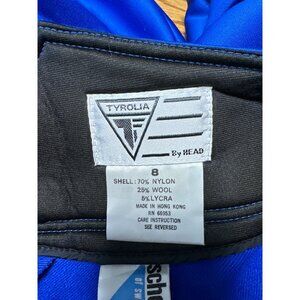 TYROLIA
By HEAD
8
SHELL: 70% NYLON
25% WOOL
5% LYCRA
MADE IN HONG KONG
RN 66953
CARE INSTRUCTION
SEE REVERSED